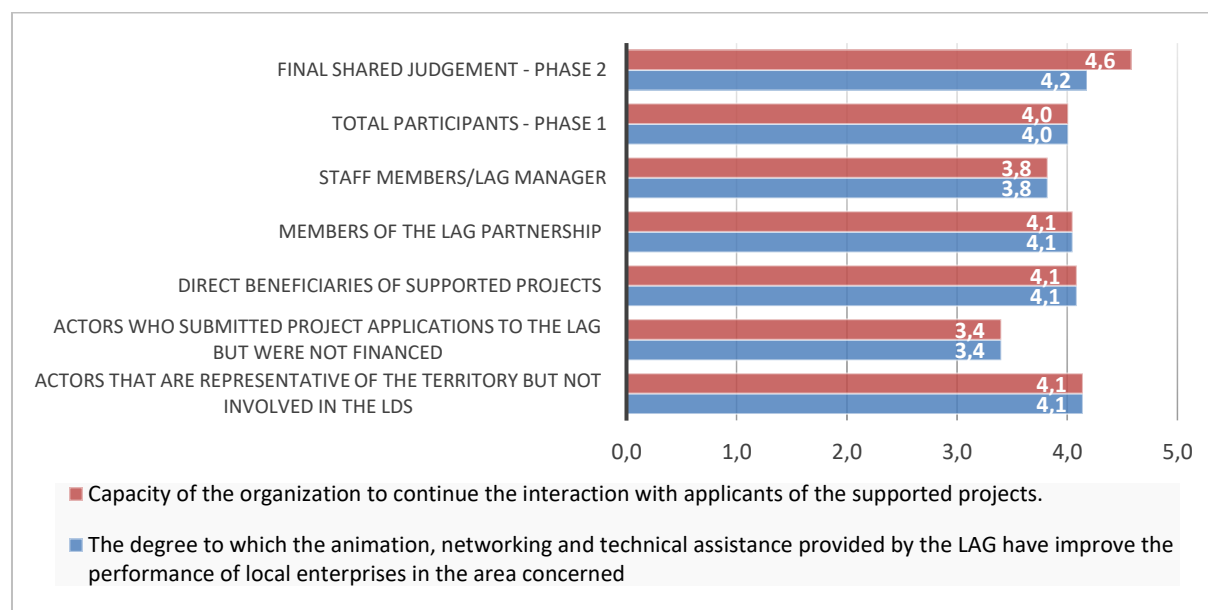 FINAL SHARED JUDGEMENT - PHASE 2
4,6
4,2
TOTAL PARTICIPANTS - PHASE 1
4,0
4,0
STAFF MEMBERS/LAG MANAGER
3,8
3,8
MEMBERS OF THE LAG PARTNERSHIP
4,1
4,1
DIRECT BENEFICIARIES OF SUPPORTED PROJECTS
4,1
4,1
ACTORS WHO SUBMITTED PROJECT APPLICATIONS TO THE LAG
BUT WERE NOT FINANCED
3,4
3,4
ACTORS THAT ARE REPRESENTATIVE OF THE TERRITORY BUT NOT
INVOLVED IN THE LDS
4,1
4,1
0,0 1,0 2,0 3,0 4,0 5,0
Capacity of the organization to continue the interaction with applicants of the supported projects.
The degree to which the animation, networking and technical assistance provided by the LAG have improve the
performance of local enterprises in the area concerned